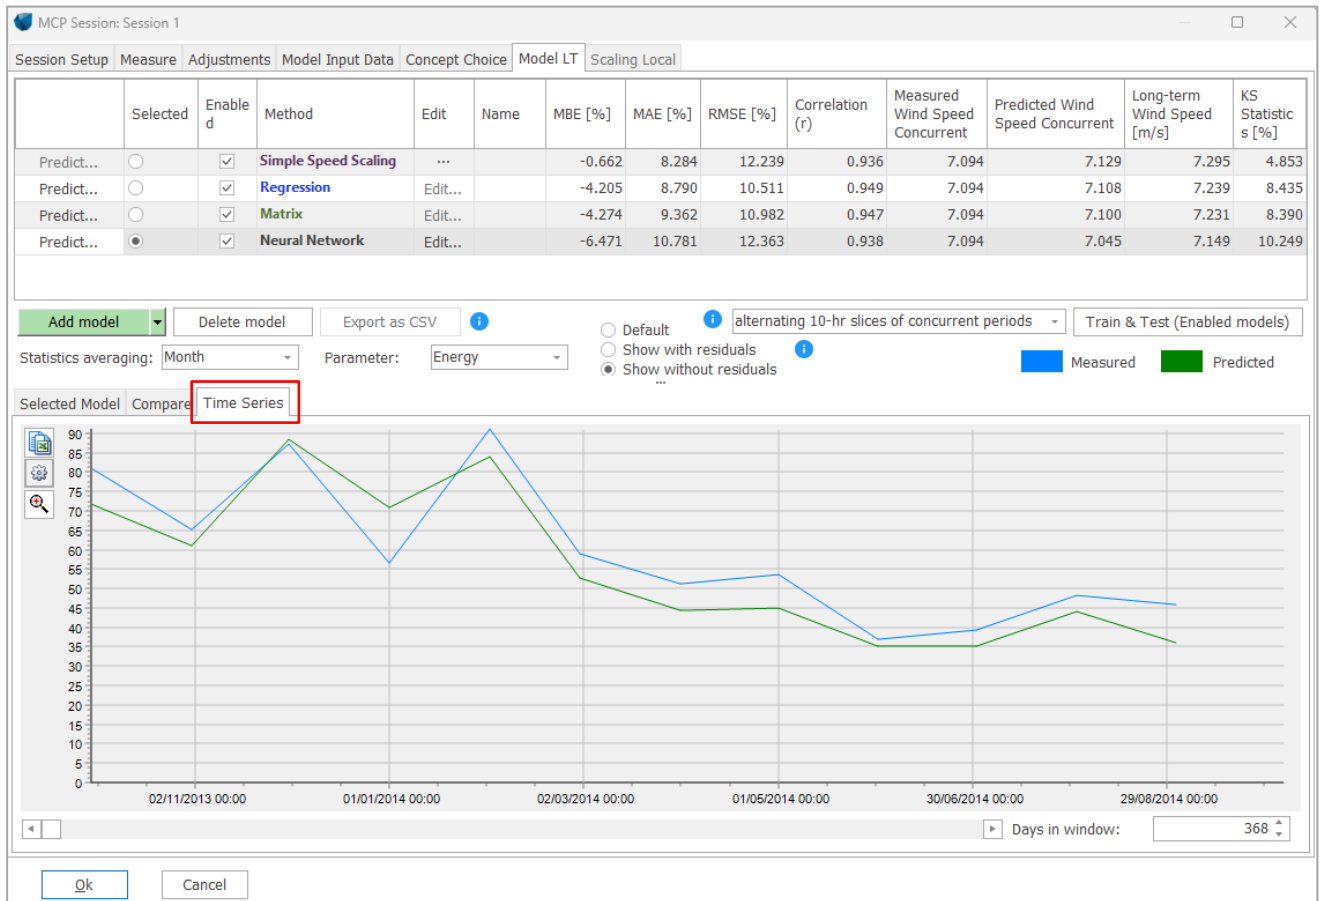 MCP Session: Session 1
Session Setup Measure Adjustments Model Input Data Concept Choice Model LT Scaling Local
Selected Enable d Method Edit Name MBE [%] MAE [%] RMSE [%] Correlation (r) Measured Wind Speed Concurrent Predicted Wind Speed Concurrent Long-term Wind Speed [m/s] KS Statistic s [%]
Predict... Simple Speed Scaling ... -0.662 8.284 12.239 0.936 7.094 7.129 7.295 4.853
Predict... Regression Edit... -4.205 8.790 10.511 0.949 7.094 7.108 7.239 8.435
Predict... Matrix Edit... -4.274 9.362 10.982 0.947 7.094 7.100 7.231 8.390
Predict... Neural Network Edit... -6.471 10.781 12.363 0.938 7.094 7.045 7.149 10.249
Add model Delete model Export as CSV Default alternating 10-hr slices of concurrent periods Train & Test (Enabled models)
Statistics averaging: Month Parameter: Energy Show with residuals Measured Predicted
Show without residuals
...
Selected Model Compare Time Series
90
85
80
75
70
65
60
55
50
45
40
35
30
25
20
15
10
5
0
02/11/2013 00:00 01/01/2014 00:00 02/03/2014 00:00 01/05/2014 00:00 30/06/2014 00:00 29/08/2014 00:00
Days in window: 368
Ok Cancel